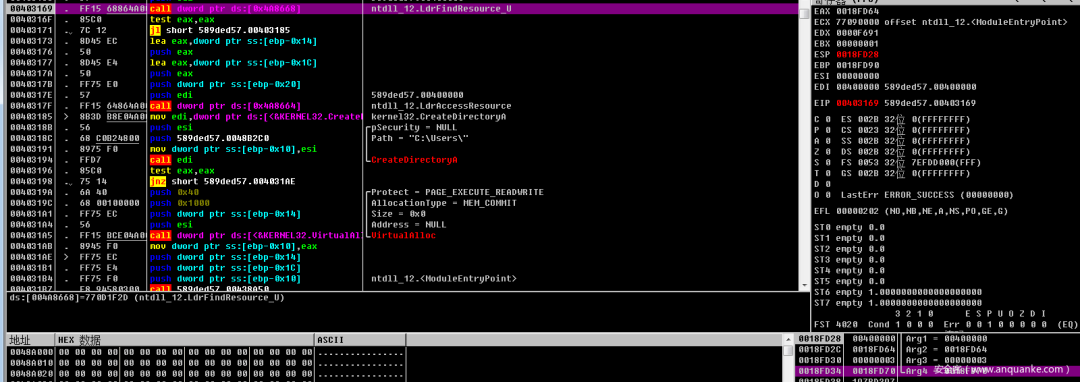 00403169 . FF15 68864A00 call dword ptr ds:[0x4A8668] ntdll_12.LdrFindResource_U
0040316F . 85C0 test eax,eax
00403171 . 7C 12 jl short 589ded57.00403185
00403173 . 8D45 EC lea eax,dword ptr ss:[ebp-0x14]
00403176 . 50 push eax
00403177 . 8D45 E4 lea eax,dword ptr ss:[ebp-0x1C]
0040317A . 50 push eax
0040317B . FF75 E0 push dword ptr ss:[ebp-0x20]
0040317E . 57 push edi 589ded57.00400000
0040317F . FF15 64864A00 call dword ptr ds:[0x4A8664] ntdll_12.LdrAccessResource
00403185 > 8B3D B8E04A00 mov edi,dword ptr ds:[<&KERNEL32.Create kernel32.CreateDirectoryA
0040318B . 56 push esi pSecurity = NULL
0040318C . 68 C0B24800 push 589ded57.0048B2C0 Path = "C:\Users\"
00403191 . 8975 F0 mov dword ptr ss:[ebp-0x10],esi
00403194 . FFD7 call edi CreateDirectoryA
00403196 . 85C0 test eax,eax
00403198 . 75 14 jnz short 589ded57.004031AE
0040319A . 6A 40 push 0x40 Protect = PAGE_EXECUTE_READWRITE
0040319C . 68 00100000 push 0x1000 AllocationType = MEM_COMMIT
004031A1 . FF75 EC push dword ptr ss:[ebp-0x14] Size = 0x0
004031A4 . 56 push esi Address = NULL
004031A5 . FF15 BCE04A00 call dword ptr ds:[<&KERNEL32.VirtualAll VirtualAlloc
004031AB . 8945 F0 mov dword ptr ss:[ebp-0x10],eax
004031AE > FF75 EC push dword ptr ss:[ebp-0x14]
004031B1 . FF75 E4 push dword ptr ss:[ebp-0x1C]
004031B4 . FF75 F0 push dword ptr ss:[ebp-0x10] ntdll_12.<ModuleEntryPoint>
ds:[004A8668]=770D1F2D (ntdll_12.LdrFindResource_U)
EAX 0018FD64
ECX 77090000 offset ntdll_12.<ModuleEntryPoint>
EDX 0000F691
EBX 00000001
ESP 0018FD28
EBP 0018FD90
ESI 00000000
EDI 00400000 589ded57.00400000
EIP 00403169 589ded57.00403169
C 0 ES 002B 32位 0(FFFFFFFF)
P 0 CS 0023 32位 0(FFFFFFFF)
A 0 SS 002B 32位 0(FFFFFFFF)
Z 0 DS 002B 32位 0(FFFFFFFF)
S 0 FS 0053 32位 7EFDD000(FFF)
T 0 GS 002B 32位 0(FFFFFFFF)
D 0
O 0 LastErr ERROR_SUCCESS (00000000)
EFL 00000202 (NO,NB,NE,A,NS,PO,GE,G)
ST0 empty 0.0
ST1 empty 0.0
ST2 empty 0.0
ST3 empty 0.0
ST4 empty 0.0
ST5 empty 0.0
ST6 empty 1.0000000000000000000
ST7 empty 1.0000000000000000000
3 2 1 0 E S P U O Z D I
FST 4020 Cond 1 0 0 0 Err 0 0 1 0 0 0 0 0 (EQ)
地址 HEX 数据 ASCII
0048A000 00 00 00 00 00 00 00 00 00 00 00 00 00 00 00 00 ................
0048A010 00 00 00 00 00 00 00 00 00 00 00 00 00 00 00 00 ................
0048A020 00 00 00 00 00 00 00 00 00 00 00 00 00 00 00 00 ................
0018FD28 00400000 Arg1 = 00400000
0018FD2C 0018FD64 Arg2 = 0018FD64
0018FD30 00000003 Arg3 = 00000003
0018FD34 0018FD70 Arg4 =
安全客（www.anquanke.com）